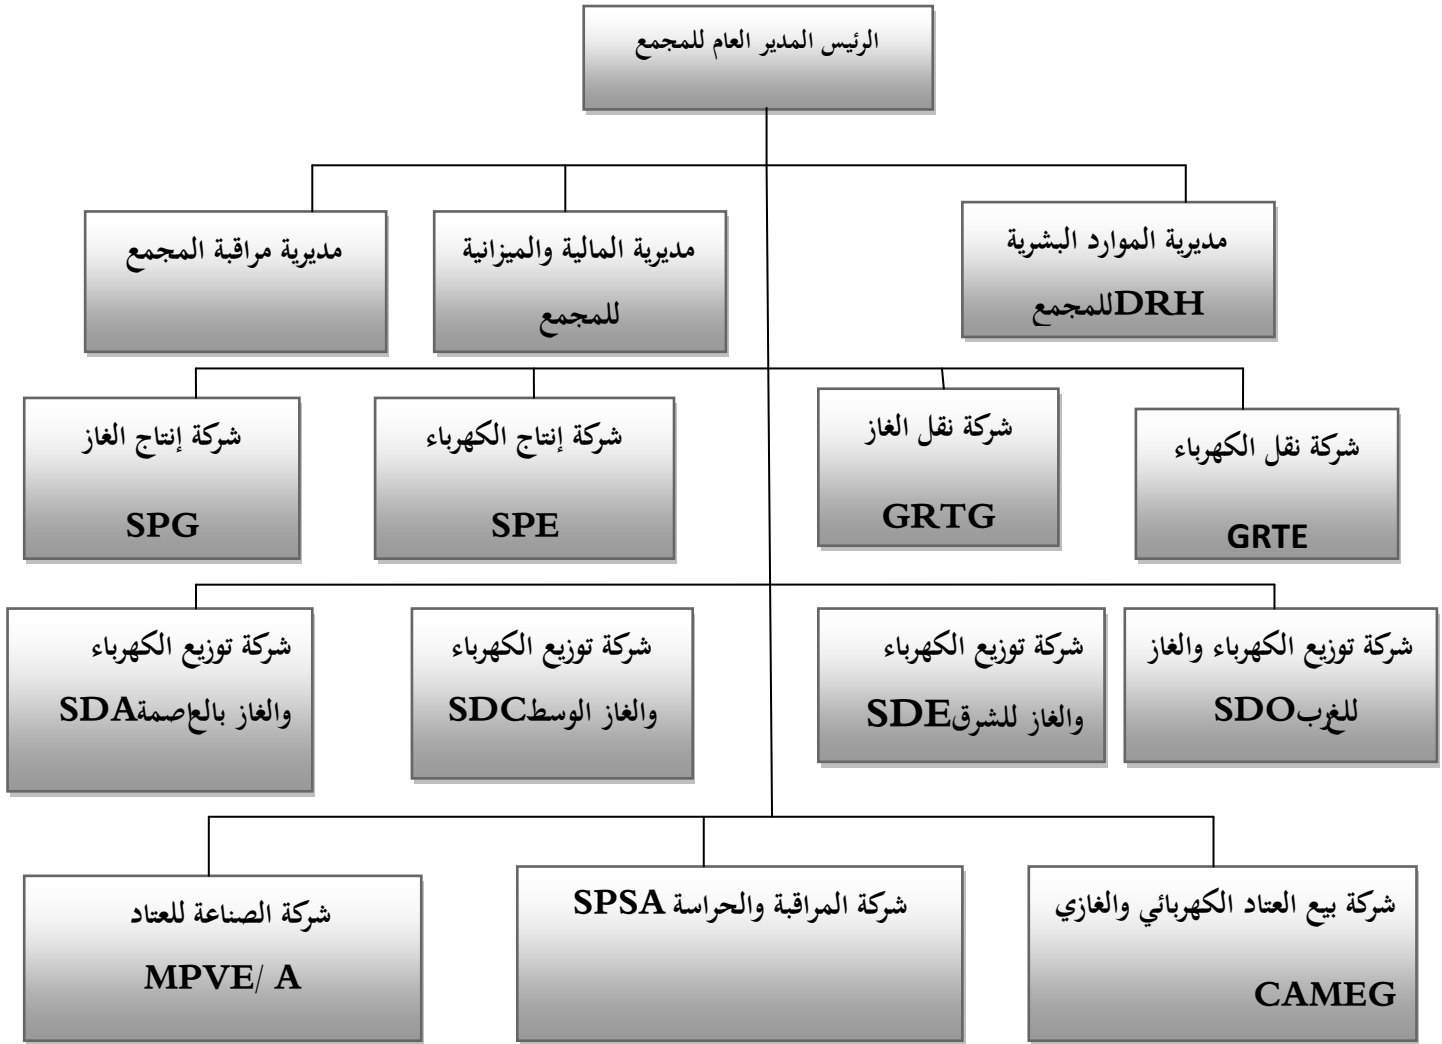 الرئيس المدير العام للمجمع
مديرية الموارد البشرية
للمجمعDRH
مديرية المالية والميزانية
للمجمع
مديرية مراقبة المجمع
شركة نقل الكهرباء
GRTE
شركة نقل الغاز
GRTG
شركة إنتاج الكهرباء
SPE
شركة إنتاج الغاز
SPG
شركة توزيع الكهرباء والغاز
للغربSDO
شركة توزيع الكهرباء
والغاز للشرقSDE
شركة توزيع الكهرباء
والغاز الوسطSDC
شركة توزيع الكهرباء
والغاز بالعاصمةSDA
شركة بيع العتاد الكهربائي والغازي
CAMEG
شركة المراقبة والحراسة SPSA
شركة الصناعة للعتاد
MPVE/ A